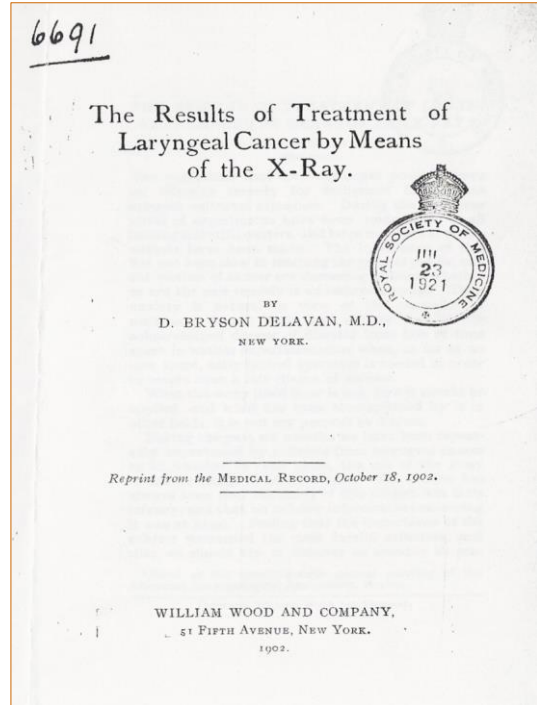 6691
The Results of Treatment of
Laryngeal Cancer by Means
of the X-Ray.
ROYAL SOCIETY OF MEDICINE
23
1921
BY
D. BRYSON DELAVAN, M.D.,
NEW YORK.
Reprint from the MEDICAL RECORD, October 18, 1902.
WILLIAM WOOD AND COMPANY,
51 FIFTH AVENUE, NEW YORK.
1902.